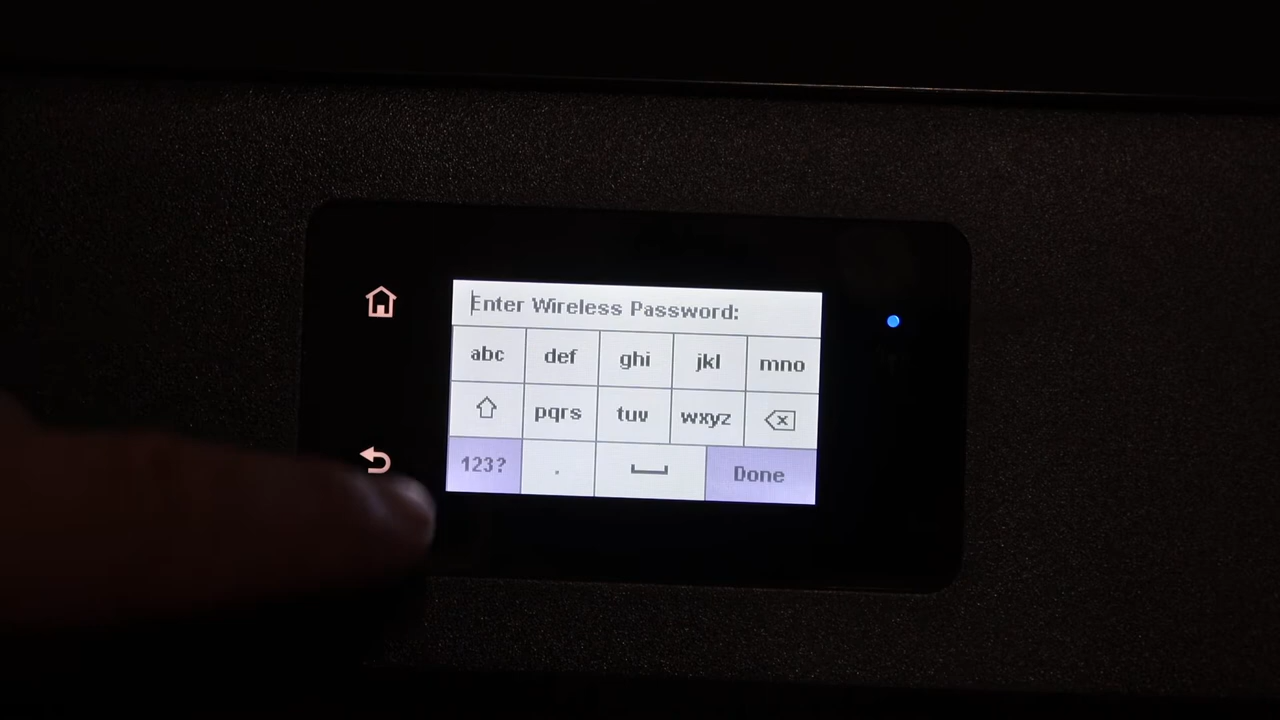 Enter Wireless Password:
abc def ghi jkl mno
pqrs tuv wxyz
123? . Done